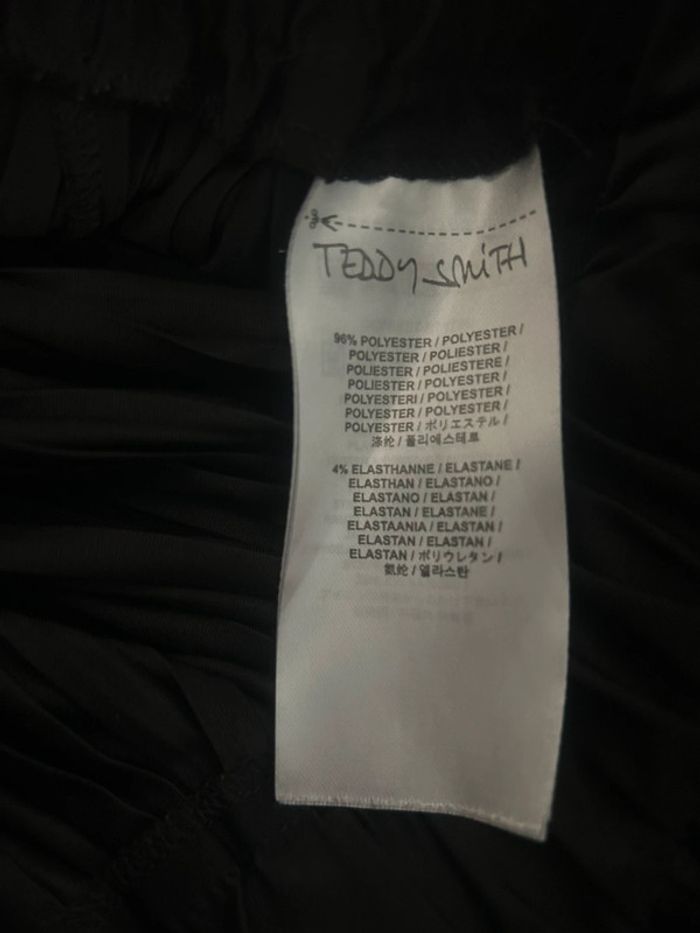 TEDDY SMITH
96% POLYESTER / POLYESTER /
POLYESTER / POLIESTER /
POLIESTER / POLIESTERE /
POLIESTER / POLYESTER /
POLYESTERI / POLYESTER /
POLYESTER / POLYESTER /
POLYESTER / ポリエステル /
涤纶 / 폴리에스테르
4% ELASTHANNE / ELASTANE /
ELASTHAN / ELASTANO /
ELASTANO / ELASTAN /
ELASTAN / ELASTANE /
ELASTAANIA / ELASTAN /
ELASTAN / ELASTAN /
ELASTAN / ポリウレタン /
氨纶 / 엘라스탄